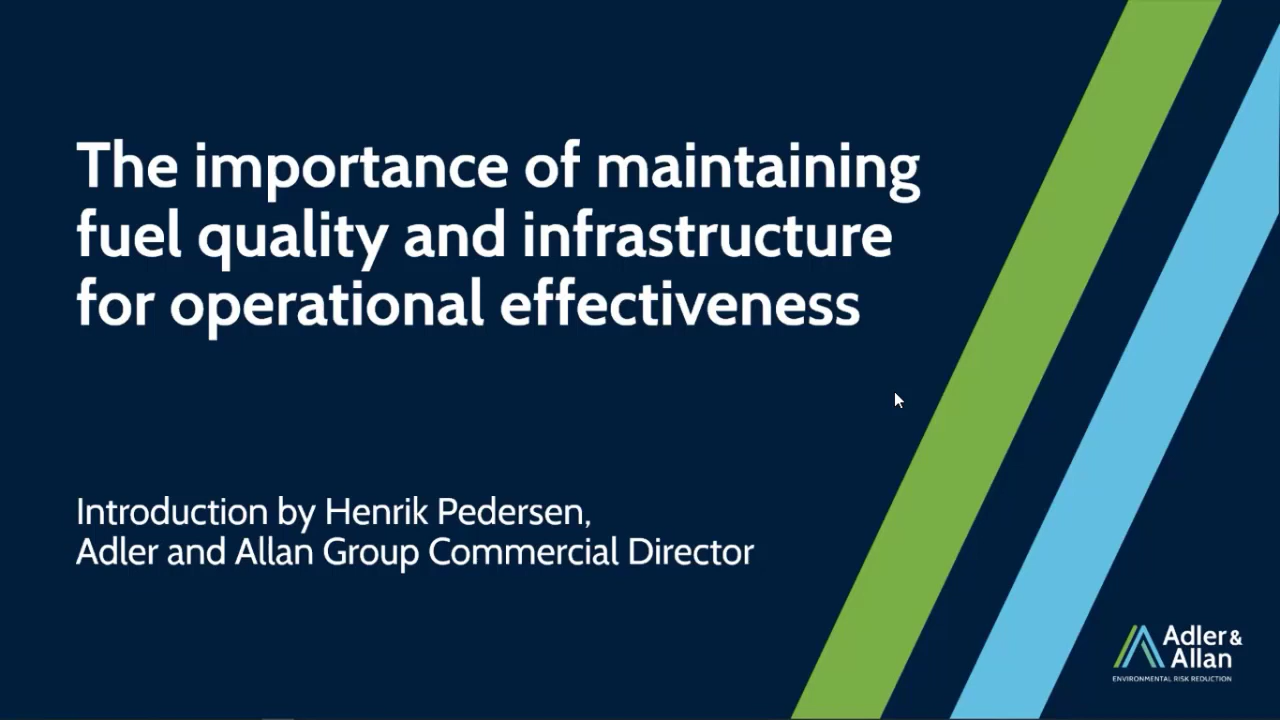 The importance of maintaining
fuel quality and infrastructure
for operational effectiveness
Introduction by Henrik Pedersen,
Adler and Allan Group Commercial Director
Adler &
Allan
ENVIRONMENTAL RISK REDUCTION